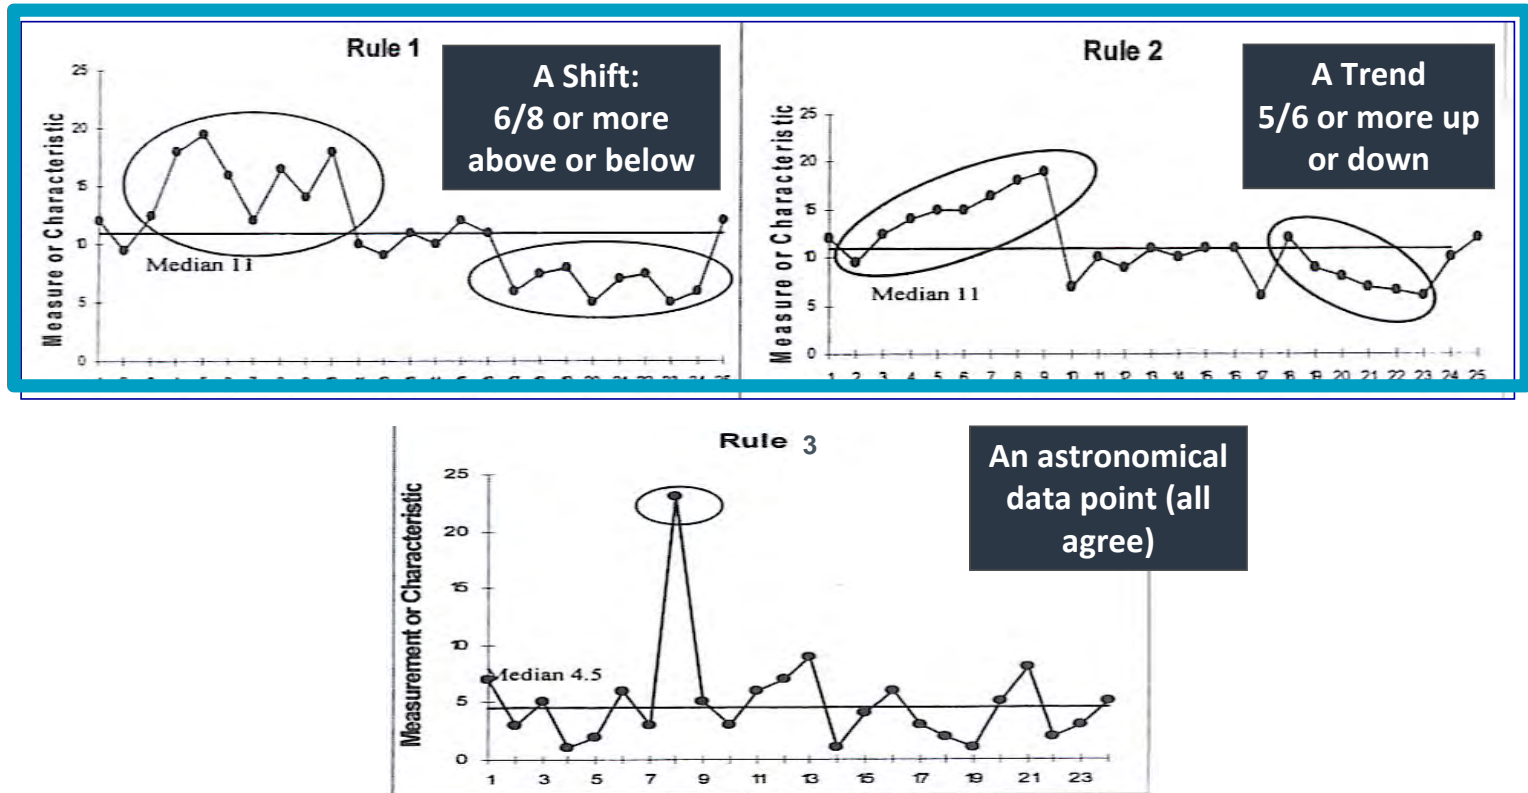 Rule 1
A Shift:
6/8 or more
above or below
Measure or Characteristic
25
20
15
10
5
0
Median 11
Rule 2
A Trend
5/6 or more up
or down
Measure or Characteristic
25
20
15
10
5
0
Median 11
1 2 3 4 5 6 7 8 9 10 11 12 13 14 15 16 17 18 19 20 21 22 23 24 25
Rule 3
An astronomical
data point (all
agree)
Measurement or Characteristic
25
20
15
10
5
0
Median 4.5
1 3 5 7 9 11 13 15 17 19 21 23